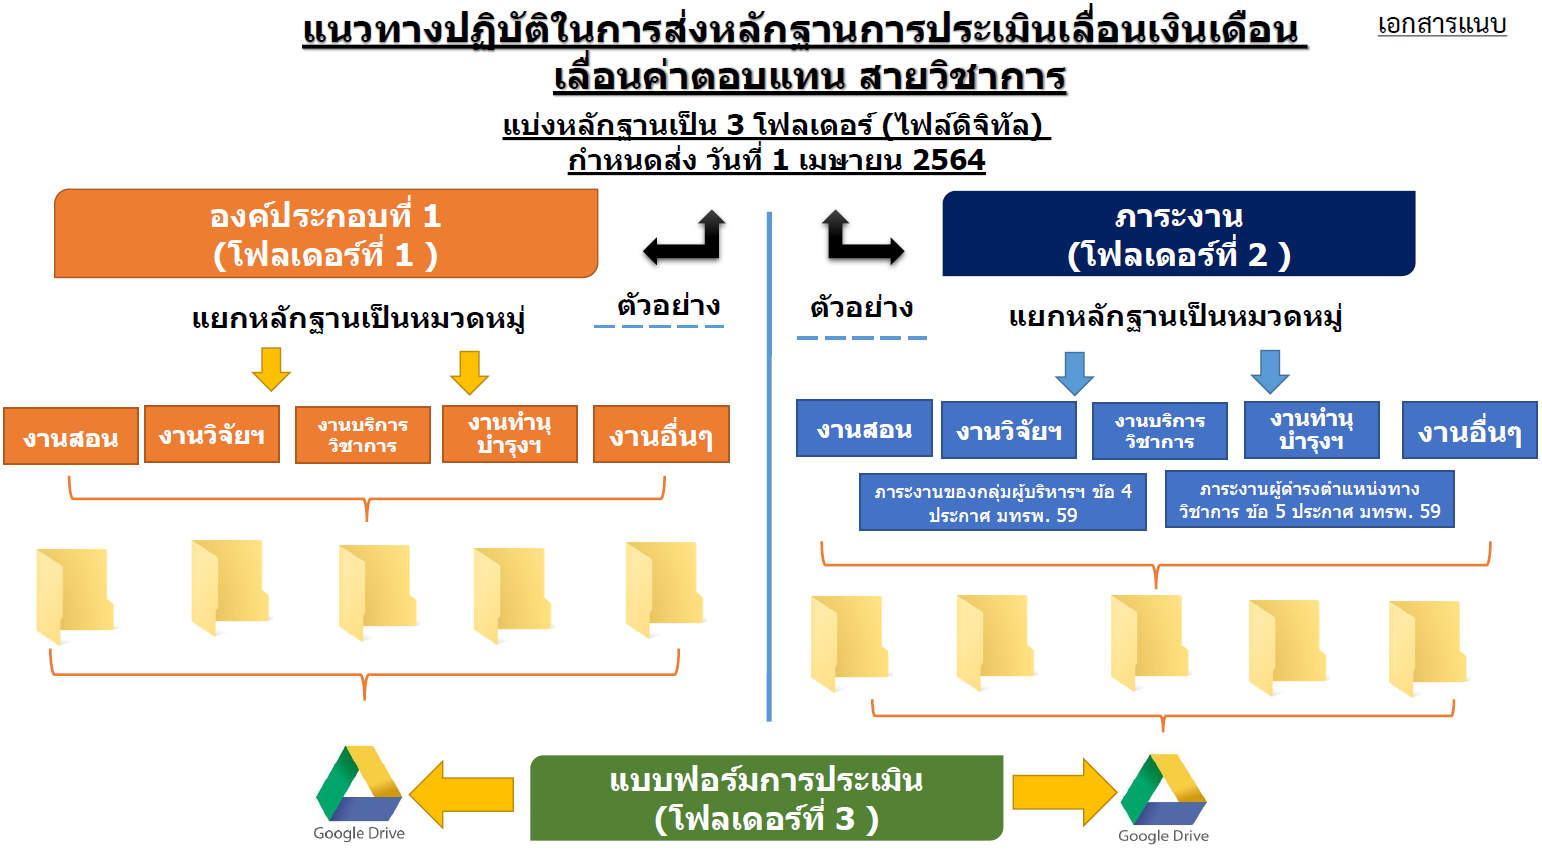 แนวทางปฏิบัติในการส่งหลักฐานการประเมินเลื่อนเงินเดือน
เลื่อนค่าตอบแทน สายวิชาการ
เอกสารแนบ
แบ่งหลักฐานเป็น 3 โฟลเดอร์ (ไฟล์ดิจิทัล)
กำหนดส่ง วันที่ 1 เมษายน 2564
องค์ประกอบที่ 1
(โฟลเดอร์ที่ 1 )
ตัวอย่าง
แยกหลักฐานเป็นหมวดหมู่
งานสอน
งานวิจัยฯ
งานบริการ
วิชาการ
งานทำนุ
บำรุงฯ
งานอื่นๆ
ภาระงาน
(โฟลเดอร์ที่ 2 )
ตัวอย่าง
แยกหลักฐานเป็นหมวดหมู่
งานสอน
งานวิจัยฯ
งานบริการ
วิชาการ
งานทำนุ
บำรุงฯ
งานอื่นๆ
ภาระงานของกลุ่มผู้บริหารฯ ข้อ 4
ประกาศ มทรพ. 59
ภาระงานผู้ดำรงตำแหน่งทาง
วิชาการ ข้อ 5 ประกาศ มทรพ. 59
แบบฟอร์มการประเมิน
(โฟลเดอร์ที่ 3 )
Google Drive
Google Drive